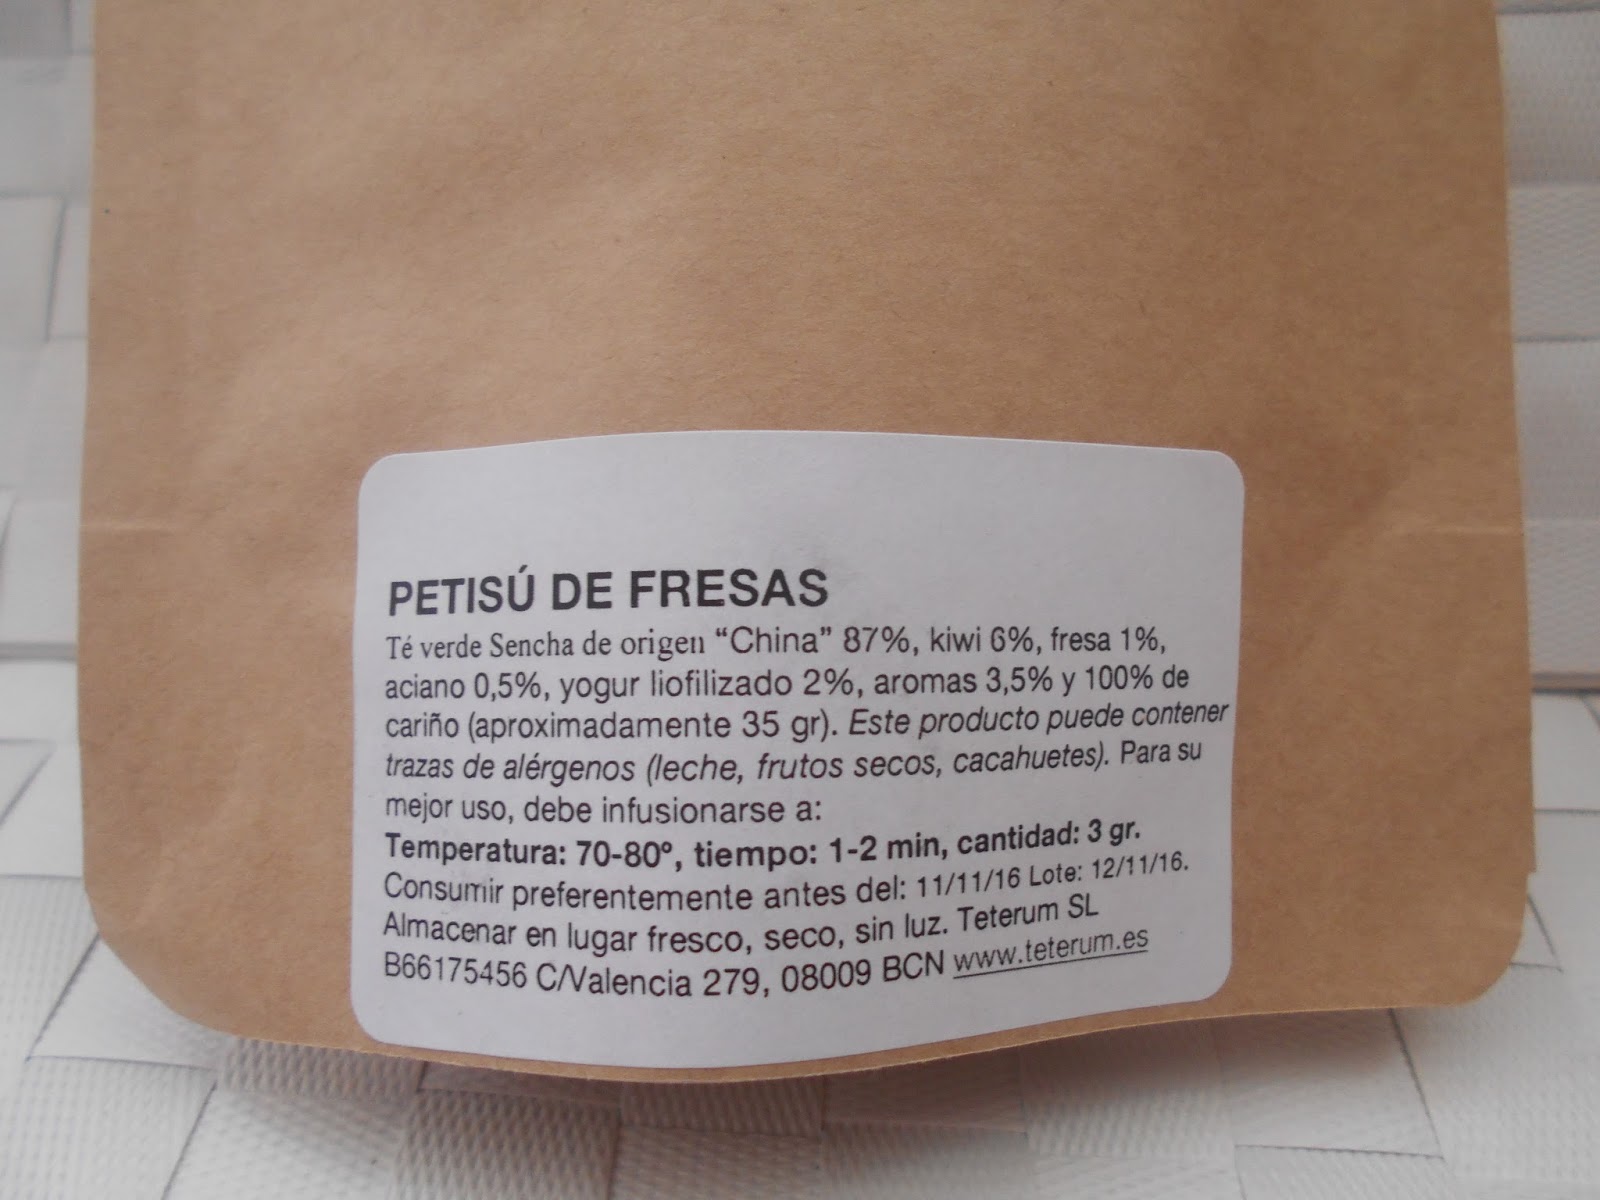 PETISÚ DE FRESAS
Té verde Sencha de origen “China” 87%, kiwi 6%, fresa 1%,
aciano 0,5%, yogur liofilizado 2%, aromas 3,5% y 100% de
cariño (aproximadamente 35 gr). Este producto puede contener
trazas de alérgenos (leche, frutos secos, cacahuetes). Para su
mejor uso, debe infusionarse a:
Temperatura: 70-80º, tiempo: 1-2 min, cantidad: 3 gr.
Consumir preferentemente antes del: 11/11/16 Lote: 12/11/16.
Almacenar en lugar fresco, seco, sin luz. Teterum SL
B66175456 C/Valencia 279, 08009 BCN www.teterum.es